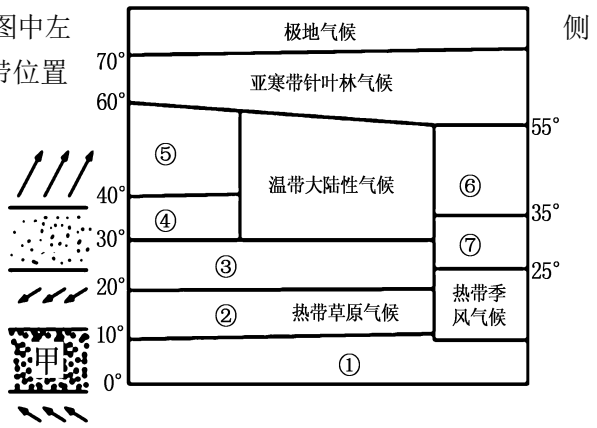 图中左
侧
带位置
极地气候
70°
亚寒带针叶林气候
60°
55°
⑤
温带大陆性气候
⑥
40°
④
35°
30°
⑦
③
25°
20°
②
热带草原气候
热带季
风气候
10°
甲
①
0°